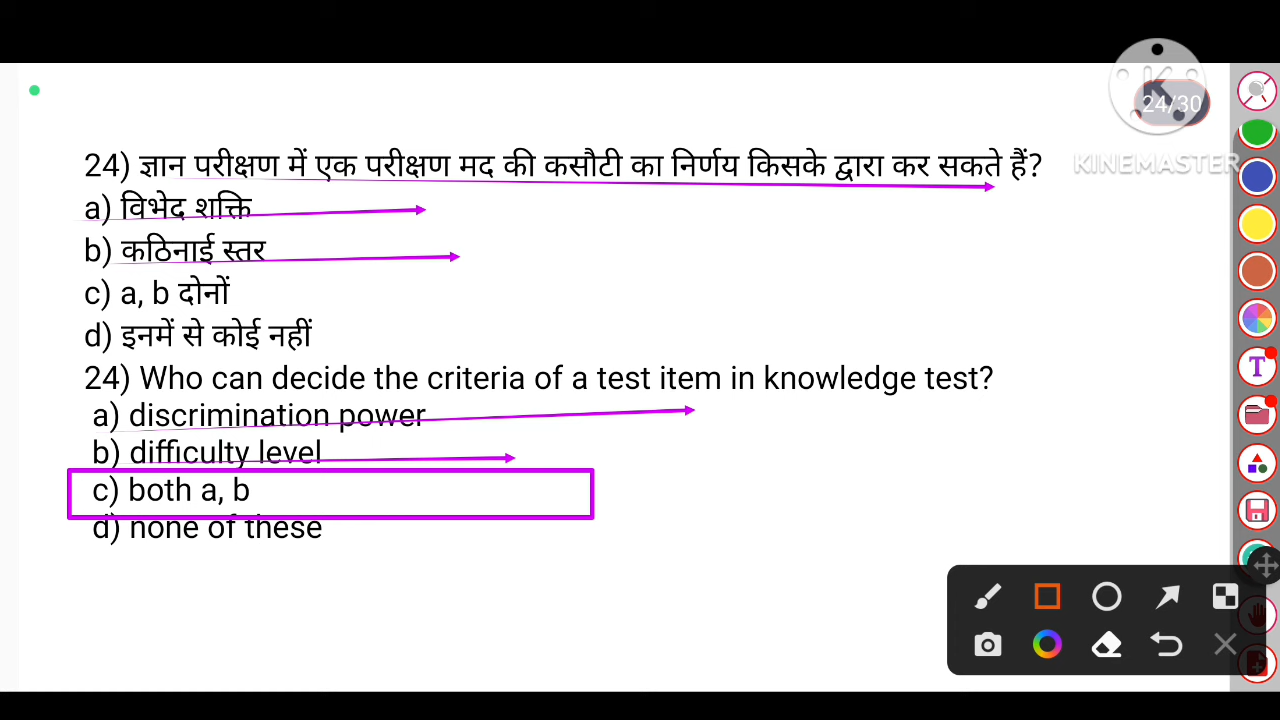 24/30
KINEMASTER
24) ज्ञान परीक्षण में एक परीक्षण मद की कसौटी का निर्णय किसके द्वारा कर सकते हैं?
a) विभेद शक्ति
b) कठिनाई स्तर
c) a, b दोनों
d) इनमें से कोई नहीं
24) Who can decide the criteria of a test item in knowledge test?
a) discrimination power
b) difficulty level
c) both a, b
d) none of these
T